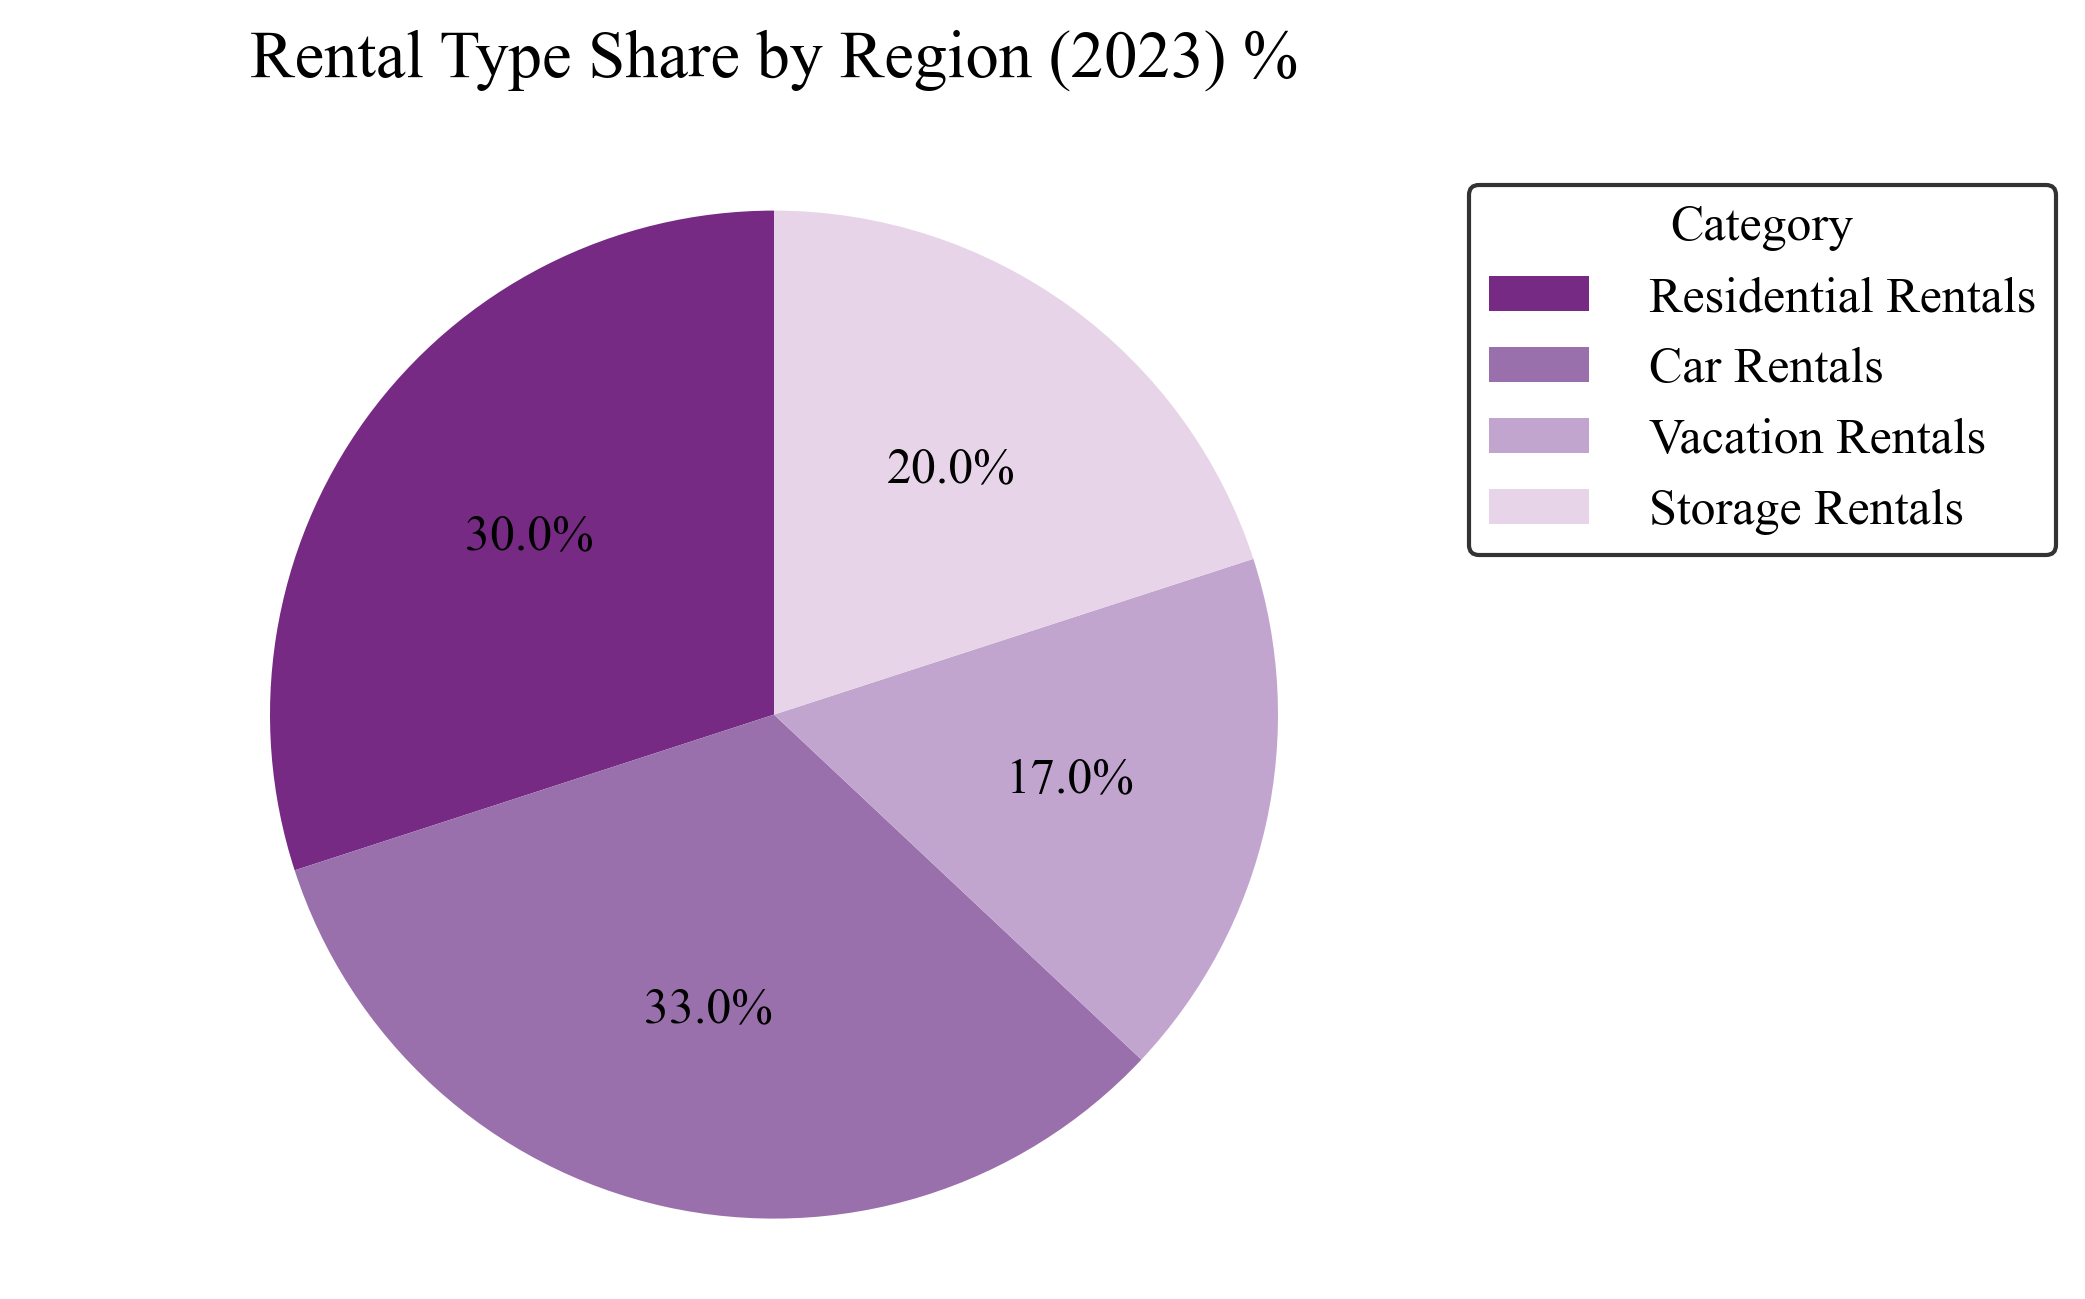 Rental Type Share by Region (2023) %
Category
Residential Rentals
Car Rentals
Vacation Rentals
Storage Rentals
20.0%
30.0%
17.0%
33.0%